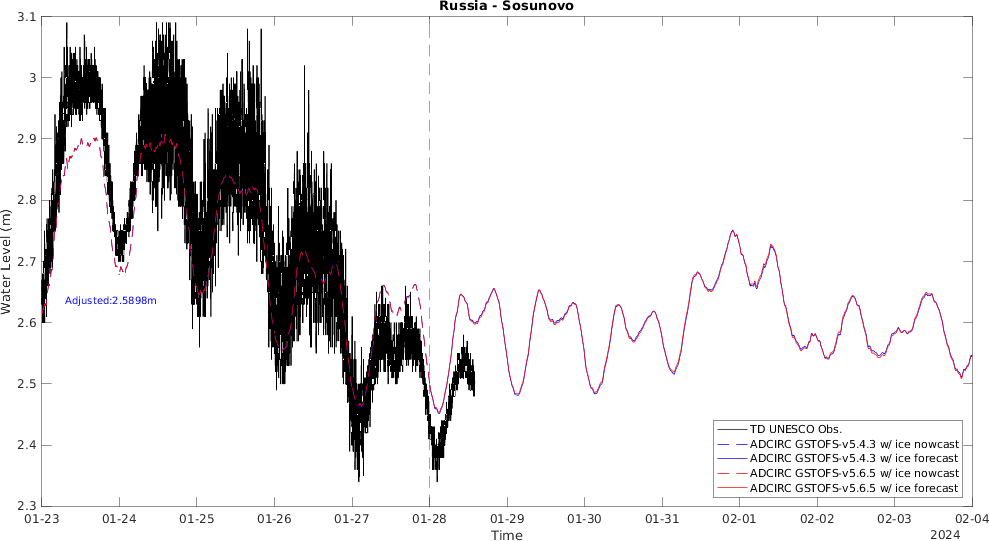 Russia - Sosunovo
3.1
3
2.9
2.8
2.7
2.6
2.5
2.4
2.3
Water Level (m)
Adjusted:2.5898m
TD UNESCO Obs.
ADCIRC GSTOFS-v5.4.3 w/ ice nowcast
ADCIRC GSTOFS-v5.4.3 w/ ice forecast
ADCIRC GSTOFS-v5.6.5 w/ ice nowcast
ADCIRC GSTOFS-v5.6.5 w/ ice forecast
01-23 01-24 01-25 01-26 01-27 01-28 01-29 01-30 01-31 02-01 02-02 02-03 02-04
Time 2024